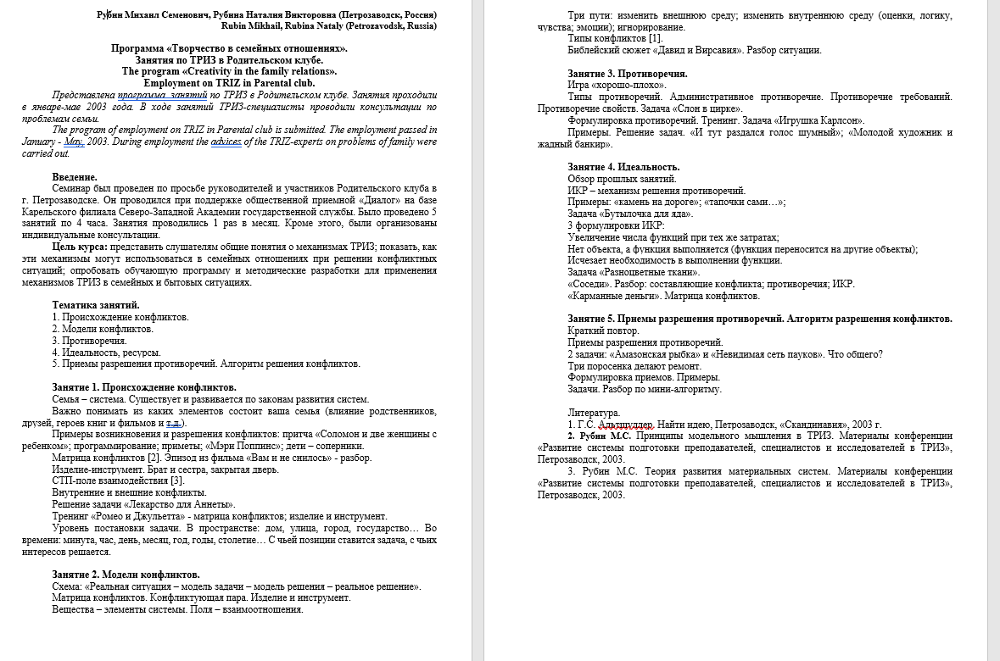 Рубин Михаил Семенович, Рубина Наталия Викторовна (Петрозаводск, Россия)
Rubin Mikhail, Rubina Nataly (Petrozavodsk, Russia)
Программа «Творчество в семейных отношениях».
Занятия по ТРИЗ в Родительском клубе.
The program «Creativity in the family relations».
Employment on TRIZ in Parental club.
Представлена программа занятий по ТРИЗ в Родительском клубе. Занятия проходили
в январе-мае 2003 года. В ходе занятий ТРИЗ-специалисты проводили консультации по
проблемам семьи.
The program of employment on TRIZ in Parental club is submitted. The employment passed in
January - May, 2003. During employment the advices of the TRIZ-experts on problems of family were
carried out.
Введение.
Семинар был проведен по просьбе руководителей и участников Родительского клуба в
г. Петрозаводске. Он проводился при поддержке общественной приемной «Диалог» на базе
Карельского филиала Северо-Западной Академии государственной службы. Было проведено 5
занятий по 4 часа. Занятия проводились 1 раз в месяц. Кроме этого, были организованы
индивидуальные консультации.
Цель курса: представить слушателям общие понятия о механизмах ТРИЗ; показать, как
эти механизмы могут использоваться в семейных отношениях при решении конфликтных
ситуаций; опробовать обучающую программу и методические разработки для применения
механизмов ТРИЗ в семейных и бытовых ситуациях.
Тематика занятий.
1. Происхождение конфликтов.
2. Модели конфликтов.
3. Противоречия.
4. Идеальность, ресурсы.
5. Приемы разрешения противоречий. Алгоритм решения конфликтов.
Занятие 1. Происхождение конфликтов.
Семья – система. Существует и развивается по законам развития систем.
Важно понимать из каких элементов состоит ваша семья (влияние родственников,
друзей, героев книг и фильмов и т.д.).
Примеры возникновения и разрешения конфликтов: притча «Соломон и две женщины с
ребенком»; программирование; приметы; «Мэри Поппинс»; дети – соперники.
Матрица конфликтов [2]. Эпизод из фильма «Вам и не снилось» - разбор.
Изделие-инструмент. Брат и сестра, закрытая дверь.
СТП-поле взаимодействия [3].
Внутренние и внешние конфликты.
Решение задачи «Лекарство для Аннеты».
Тренинг «Ромео и Джульетта» - матрица конфликтов; изделие и инструмент.
Уровень постановки задачи. В пространстве: дом, улица, город, государство… Во
времени: минута, час, день, месяц, год, годы, столетие… С чьей позиции ставится задача, с чьих
интересов решается.
Занятие 2. Модели конфликтов.
Схема: «Реальная ситуация – модель задачи – модель решения – реальное решение».
Матрица конфликтов. Конфликтующая пара. Изделие и инструмент.
Вещества – элементы системы. Поля – взаимоотношения.
Три пути: изменить внешнюю среду; изменить внутреннюю среду (оценки, логику,
чувства; эмоции); игнорирование.
Типы конфликтов [1].
Библейский сюжет «Давид и Вирсавия». Разбор ситуации.
Занятие 3. Противоречия.
Игра «хорошо-плохо».
Типы противоречий. Административное противоречие. Противоречие требований.
Противоречие свойств. Задача «Слон в цирке».
Формулировка противоречий. Тренинг. Задача «Игрушка Карлсон».
Примеры. Решение задач. «И тут раздался голос шумный»; «Молодой художник и
жадный банкир».
Занятие 4. Идеальность.
Обзор прошлых занятий.
ИКР – механизм решения противоречий.
Примеры: «камень на дороге»; «тапочки сами…»;
Задача «Бутылочка для яда».
3 формулировки ИКР:
Увеличение числа функций при тех же затратах;
Нет объекта, а функция выполняется (функция переносится на другие объекты);
Исчезает необходимость в выполнении функции.
Задача «Разноцветные ткани».
«Соседи». Разбор: составляющие конфликта; противоречия; ИКР.
«Карманные деньги». Матрица конфликтов.
Занятие 5. Приемы разрешения противоречий. Алгоритм разрешения конфликтов.
Краткий повтор.
Приемы разрешения противоречий.
2 задачи: «Амазонская рыбка» и «Невидимая сеть пауков». Что общего?
Три поросенка делают ремонт.
Формулировка приемов. Примеры.
Задачи. Разбор по мини-алгоритму.
Литература.
1. Г.С. Альтшуллер. Найти идею, Петрозаводск, «Скандинавия», 2003 г.
2. Рубин М.С. Принципы модельного мышления в ТРИЗ. Материалы конференции
«Развитие системы подготовки преподавателей, специалистов и исследователей в ТРИЗ»,
Петрозаводск, 2003.
3. Рубин М.С. Теория развития материальных систем. Материалы конференции
«Развитие системы подготовки преподавателей, специалистов и исследователей в ТРИЗ»,
Петрозаводск, 2003.